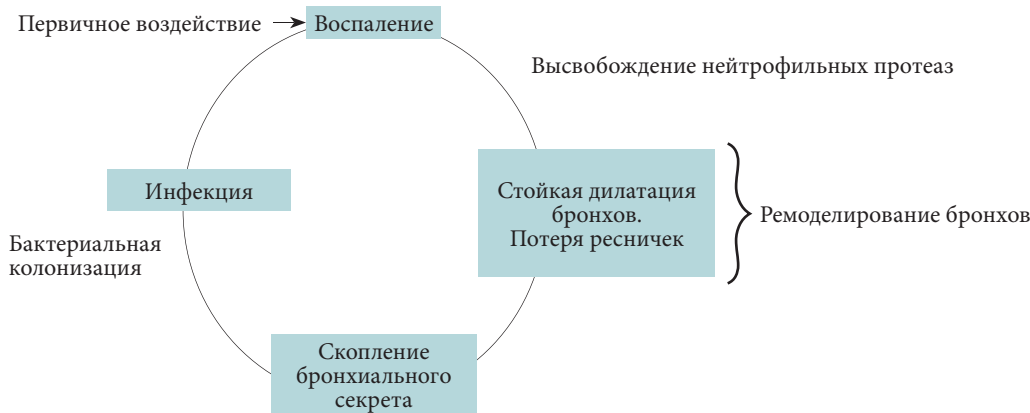 Первичное воздействие
Воспаление
Высвобождение нейтрофильных протеаз
Стойкая дилатация
бронхов.
Потеря ресничек
Ремоделирование бронхов
Инфекция
Бактериальная
колонизация
Скопление
бронхиального
секрета